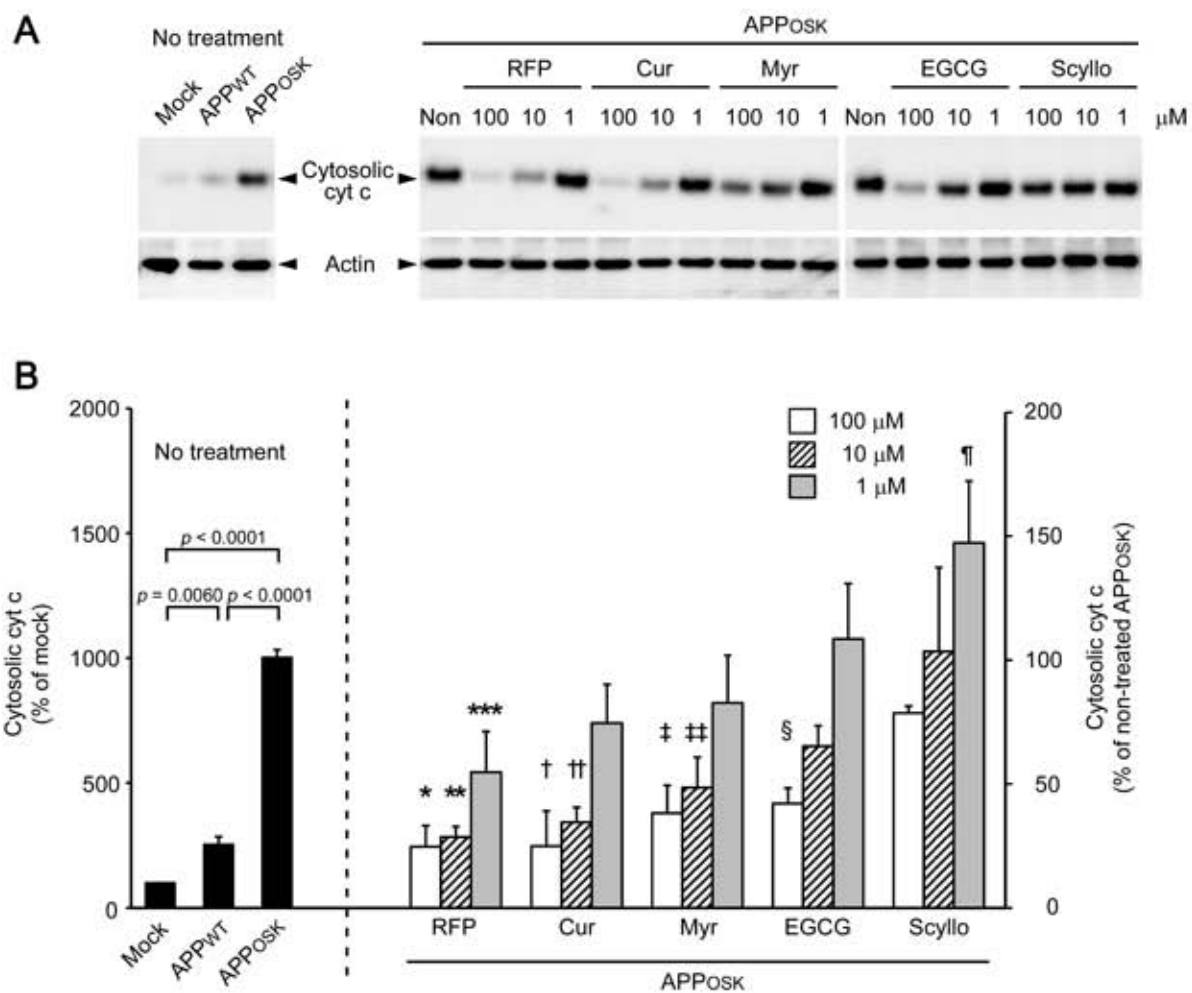 A
No treatment
Mock APPWT APPOSK
APPOSK
RFP Cur Myr EGCG Scyllo
Non 100 10 1 100 10 1 100 10 1 Non 100 10 1 100 10 1 μM
Cytosolic
cyt c
Actin
B
No treatment
p < 0.0001
p = 0.0060 p < 0.0001
Cytosolic cyt c
(% of mock)
2000
1500
1000
500
0
Mock APPWT APPOSK
100 μM
10 μM
1 μM
* ** *** † †† ‡ ‡‡ § ¶
RFP Cur Myr EGCG Scyllo
APPOSK
200
150
100
50
0
Cytosolic cyt c
(% of non-treated APPOSK)